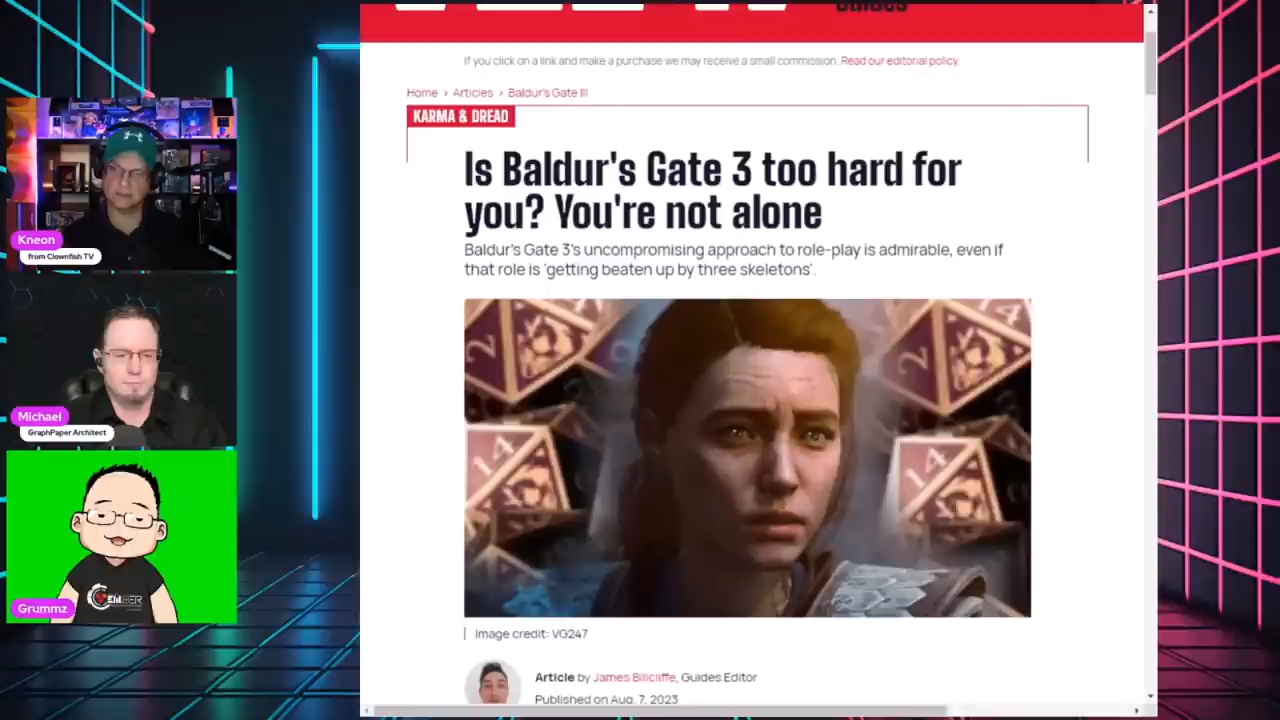 Guides
If you click on a link and make a purchase we may receive a small commission. Read our editorial policy.
Home › Articles › Baldur's Gate III
KARMA & DREAD
Is Baldur's Gate 3 too hard for
you? You're not alone
Baldur's Gate 3's uncompromising approach to role-play is admirable, even if
that role is 'getting beaten up by three skeletons'.
2
14
14
Image credit: VG247
Article by James Billcliffe, Guides Editor
Published on Aug. 7, 2023
Kneon
from Clownfish TV
Michael
GraphPaper Architect
Grummz